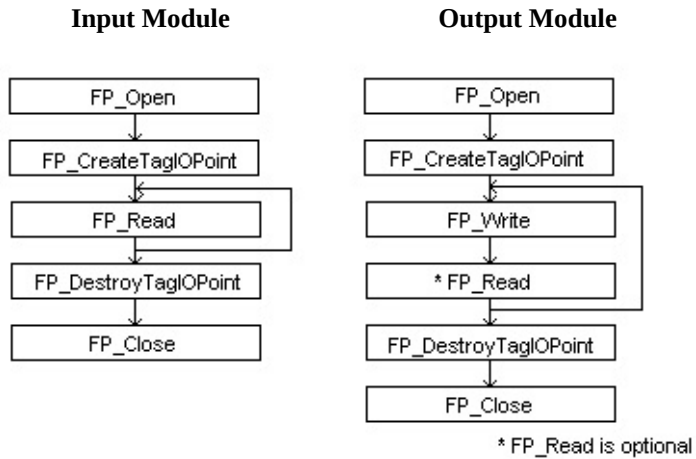 Input Module
FP_Open
FP_CreateTagIOPoint
FP_Read
FP_DestroyTagIOPoint
FP_Close
Output Module
FP_Open
FP_CreateTagIOPoint
FP_Write
* FP_Read
FP_DestroyTagIOPoint
FP_Close
* FP_Read is optional